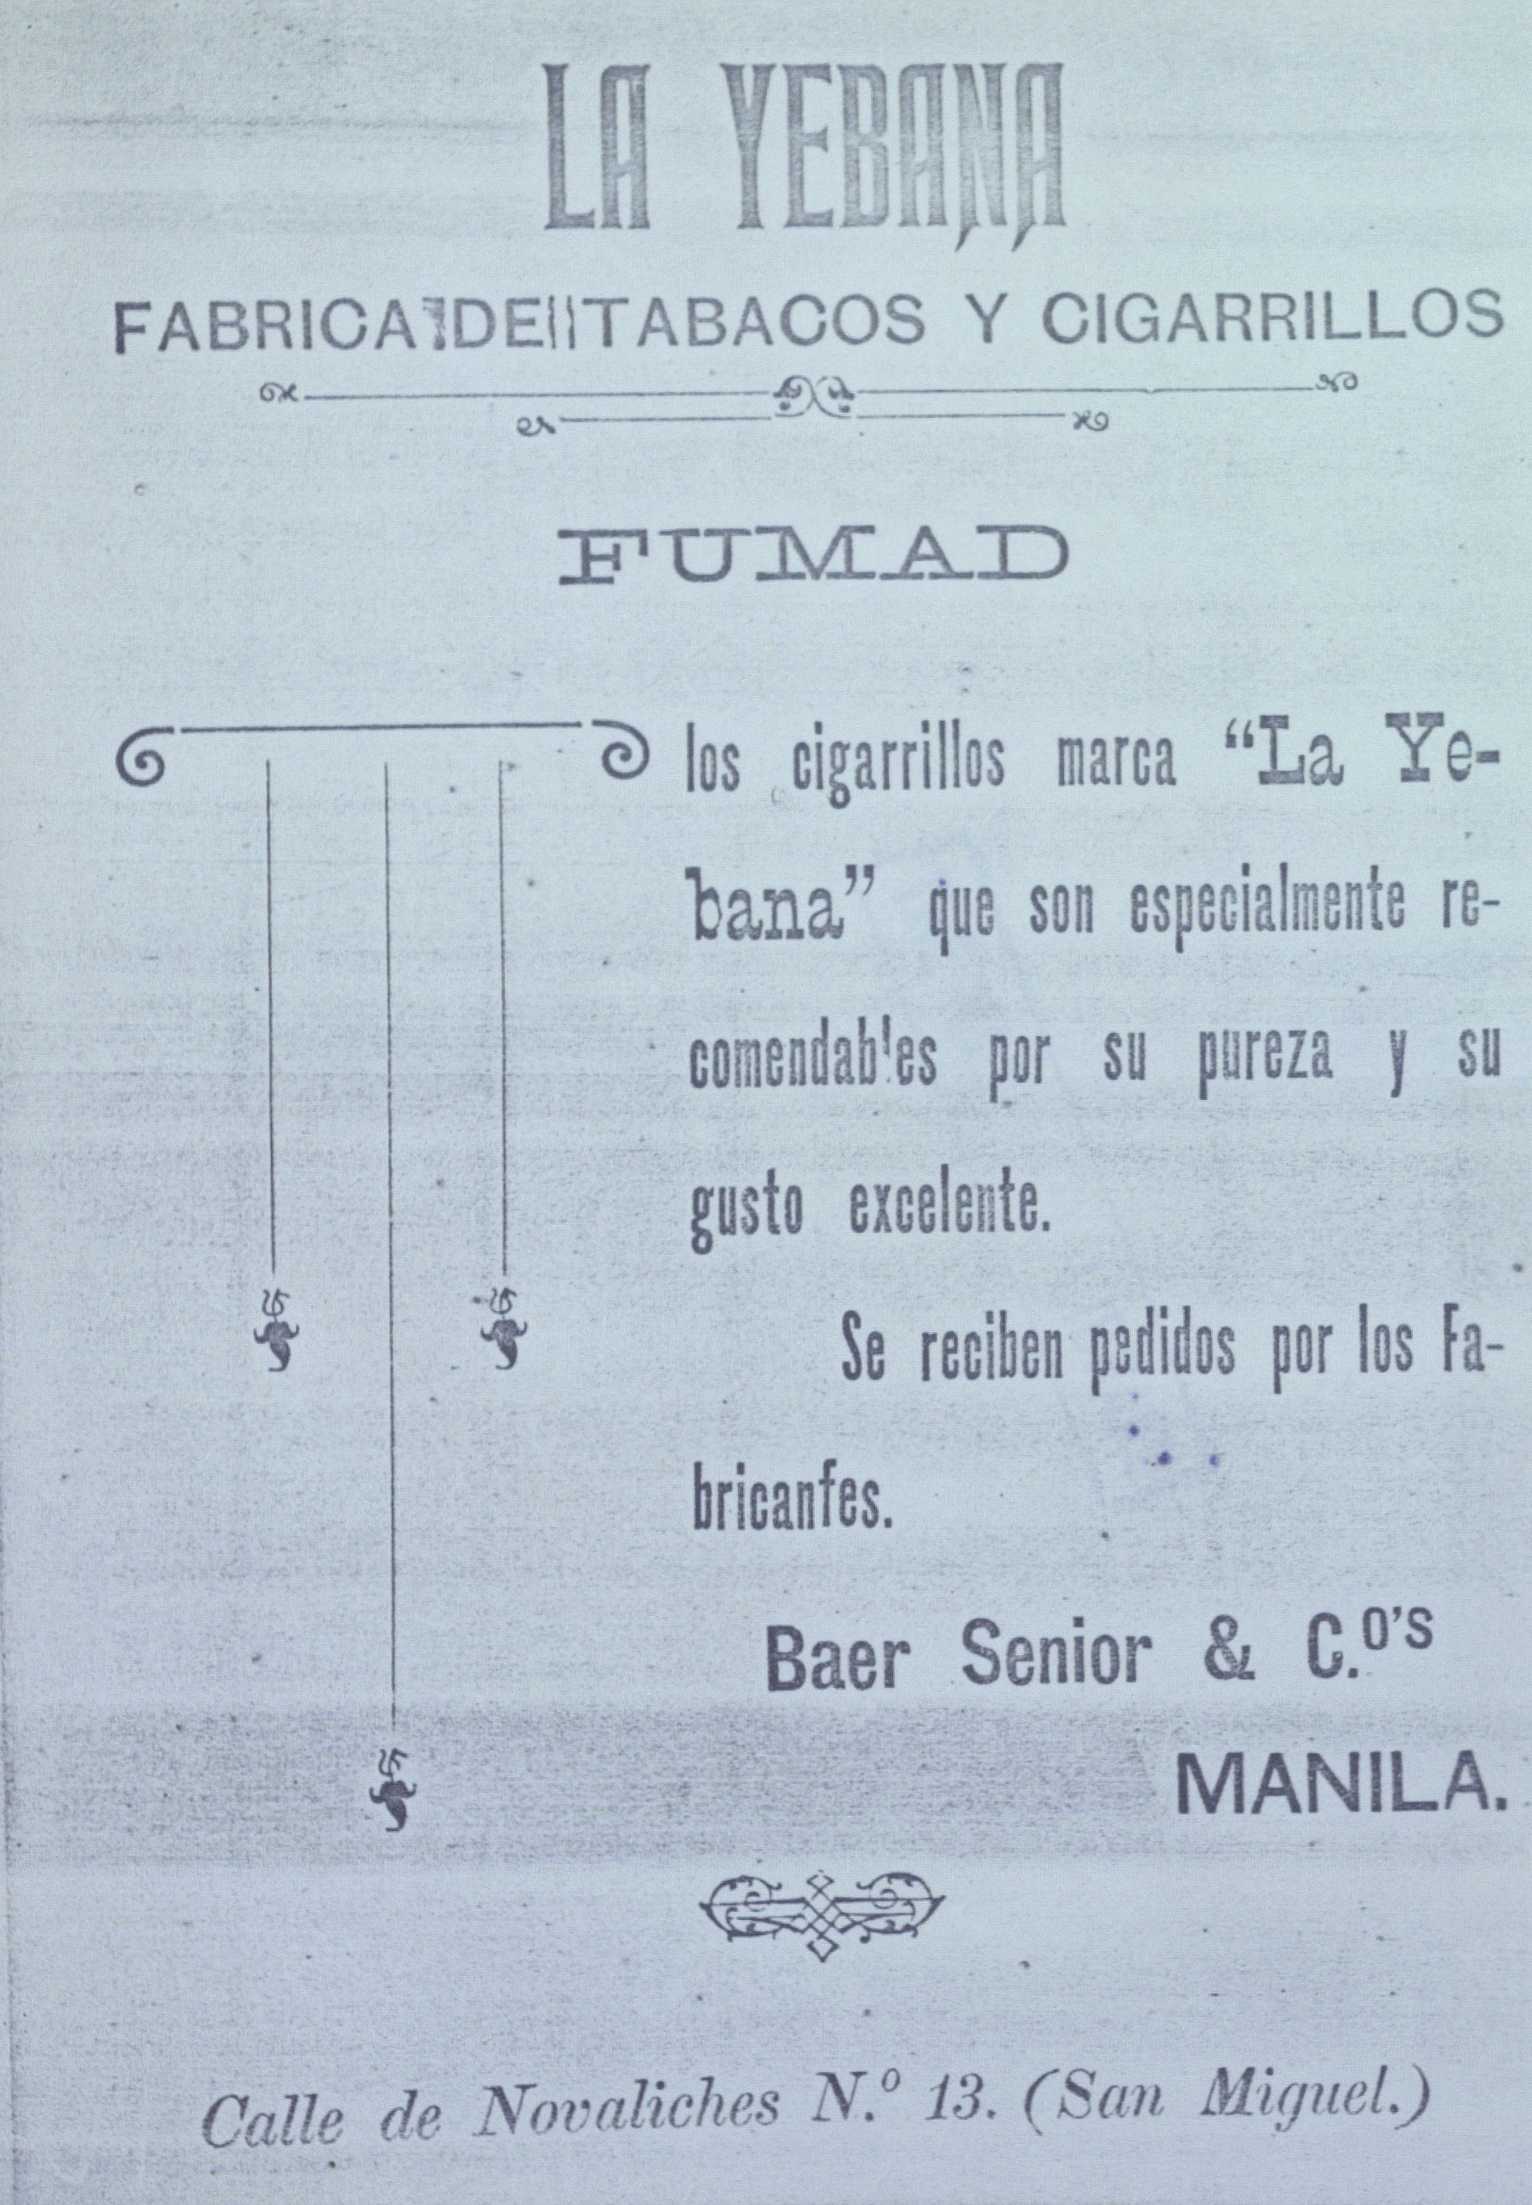 LA YEBANA
FABRICA DE TABACOS Y CIGARRILLOS
FUMAD
los cigarrillos marca “La Ye-
bana” que son especialmente re-
comendables por su pureza y su
gusto excelente.
Se reciben pedidos por los Fa-
bricantes.
Baer Senior & C.º's
MANILA.
Calle de Novaliches N.º 13. (San Miguel.)